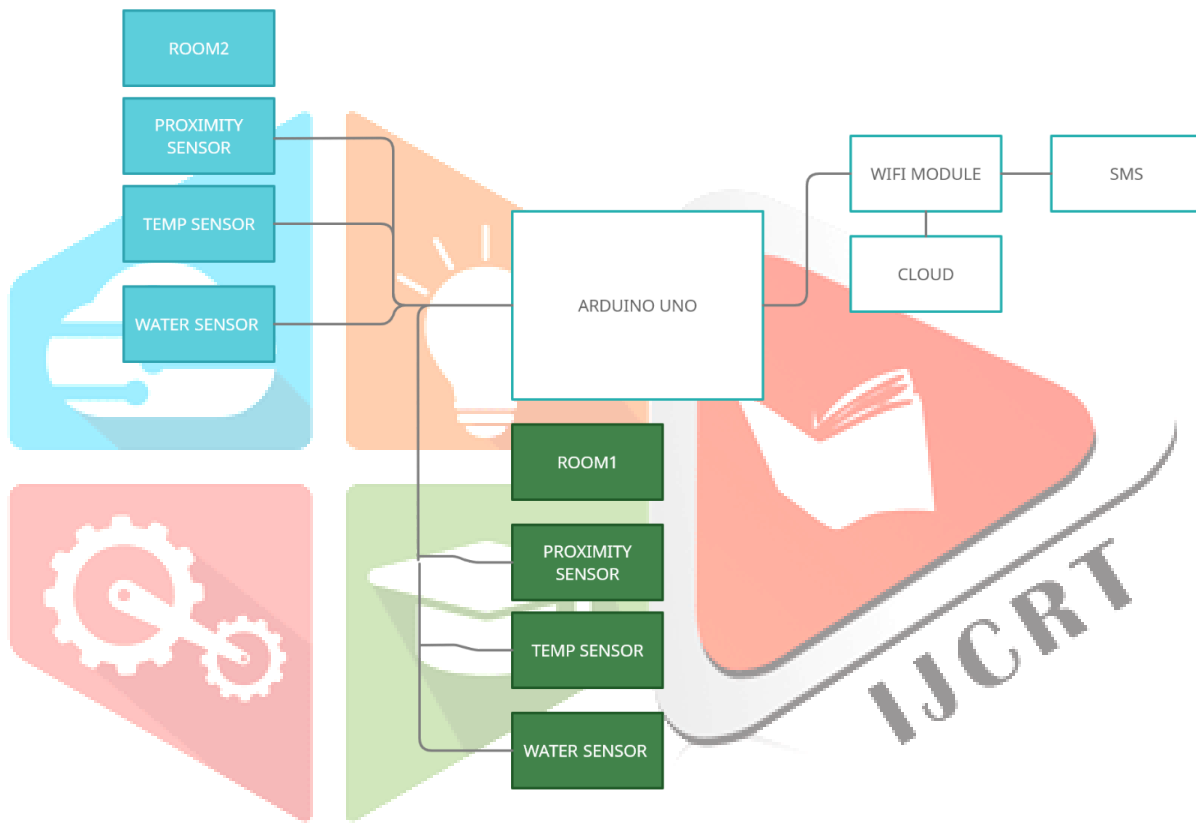 ROOM2
PROXIMITY
SENSOR
TEMP SENSOR
WATER SENSOR
ARDUINO UNO
WIFI MODULE
SMS
CLOUD
ROOM1
PROXIMITY
SENSOR
TEMP SENSOR
WATER SENSOR
IJCRT